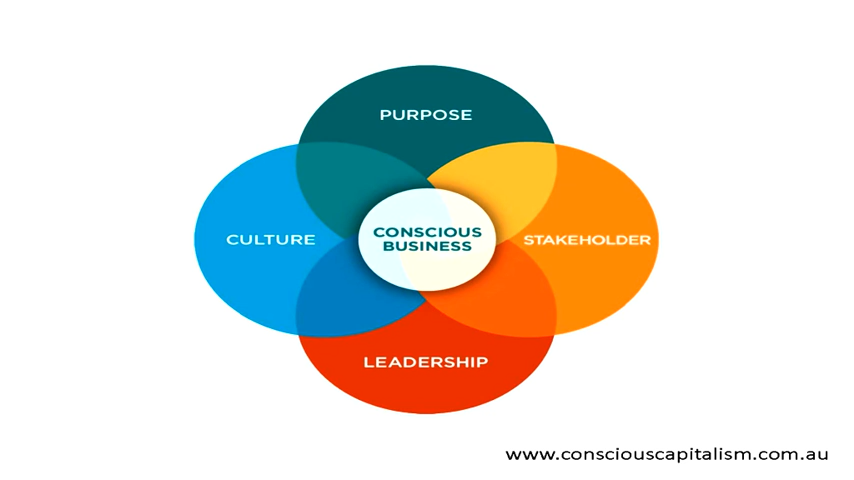 PURPOSE
CULTURE
CONSCIOUS
BUSINESS
STAKEHOLDER
LEADERSHIP
www.consciouscapitalism.com.au